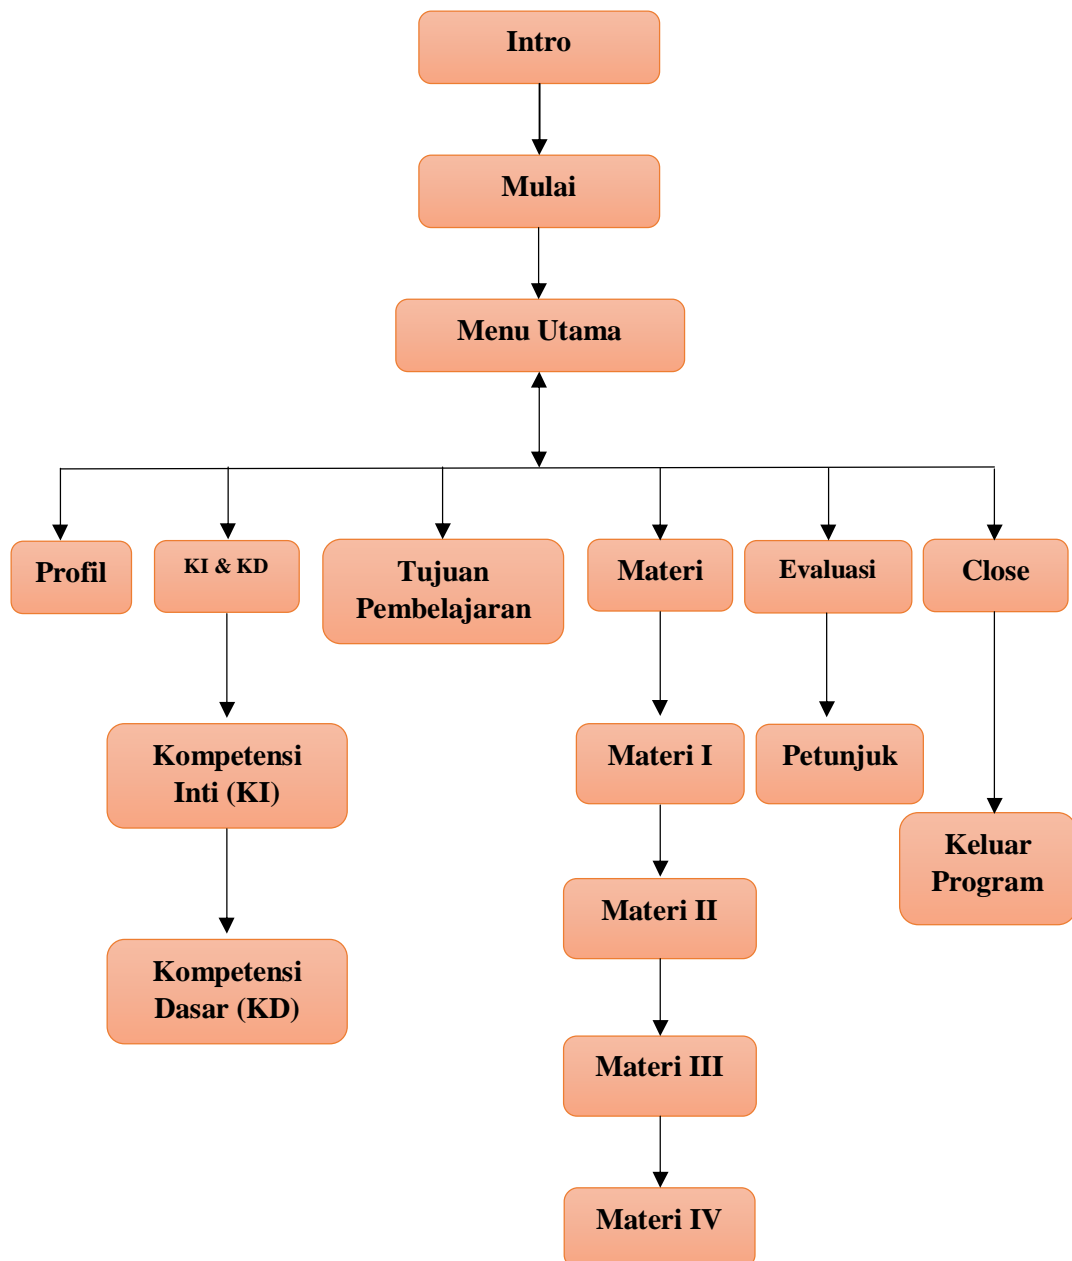 Intro
Mulai
Menu Utama
Profil
KI & KD
Tujuan
Pembelajaran
Materi
Evaluasi
Close
Kompetensi
Inti (KI)
Materi I
Petunjuk
Keluar
Program
Materi II
Kompetensi
Dasar (KD)
Materi III
Materi IV